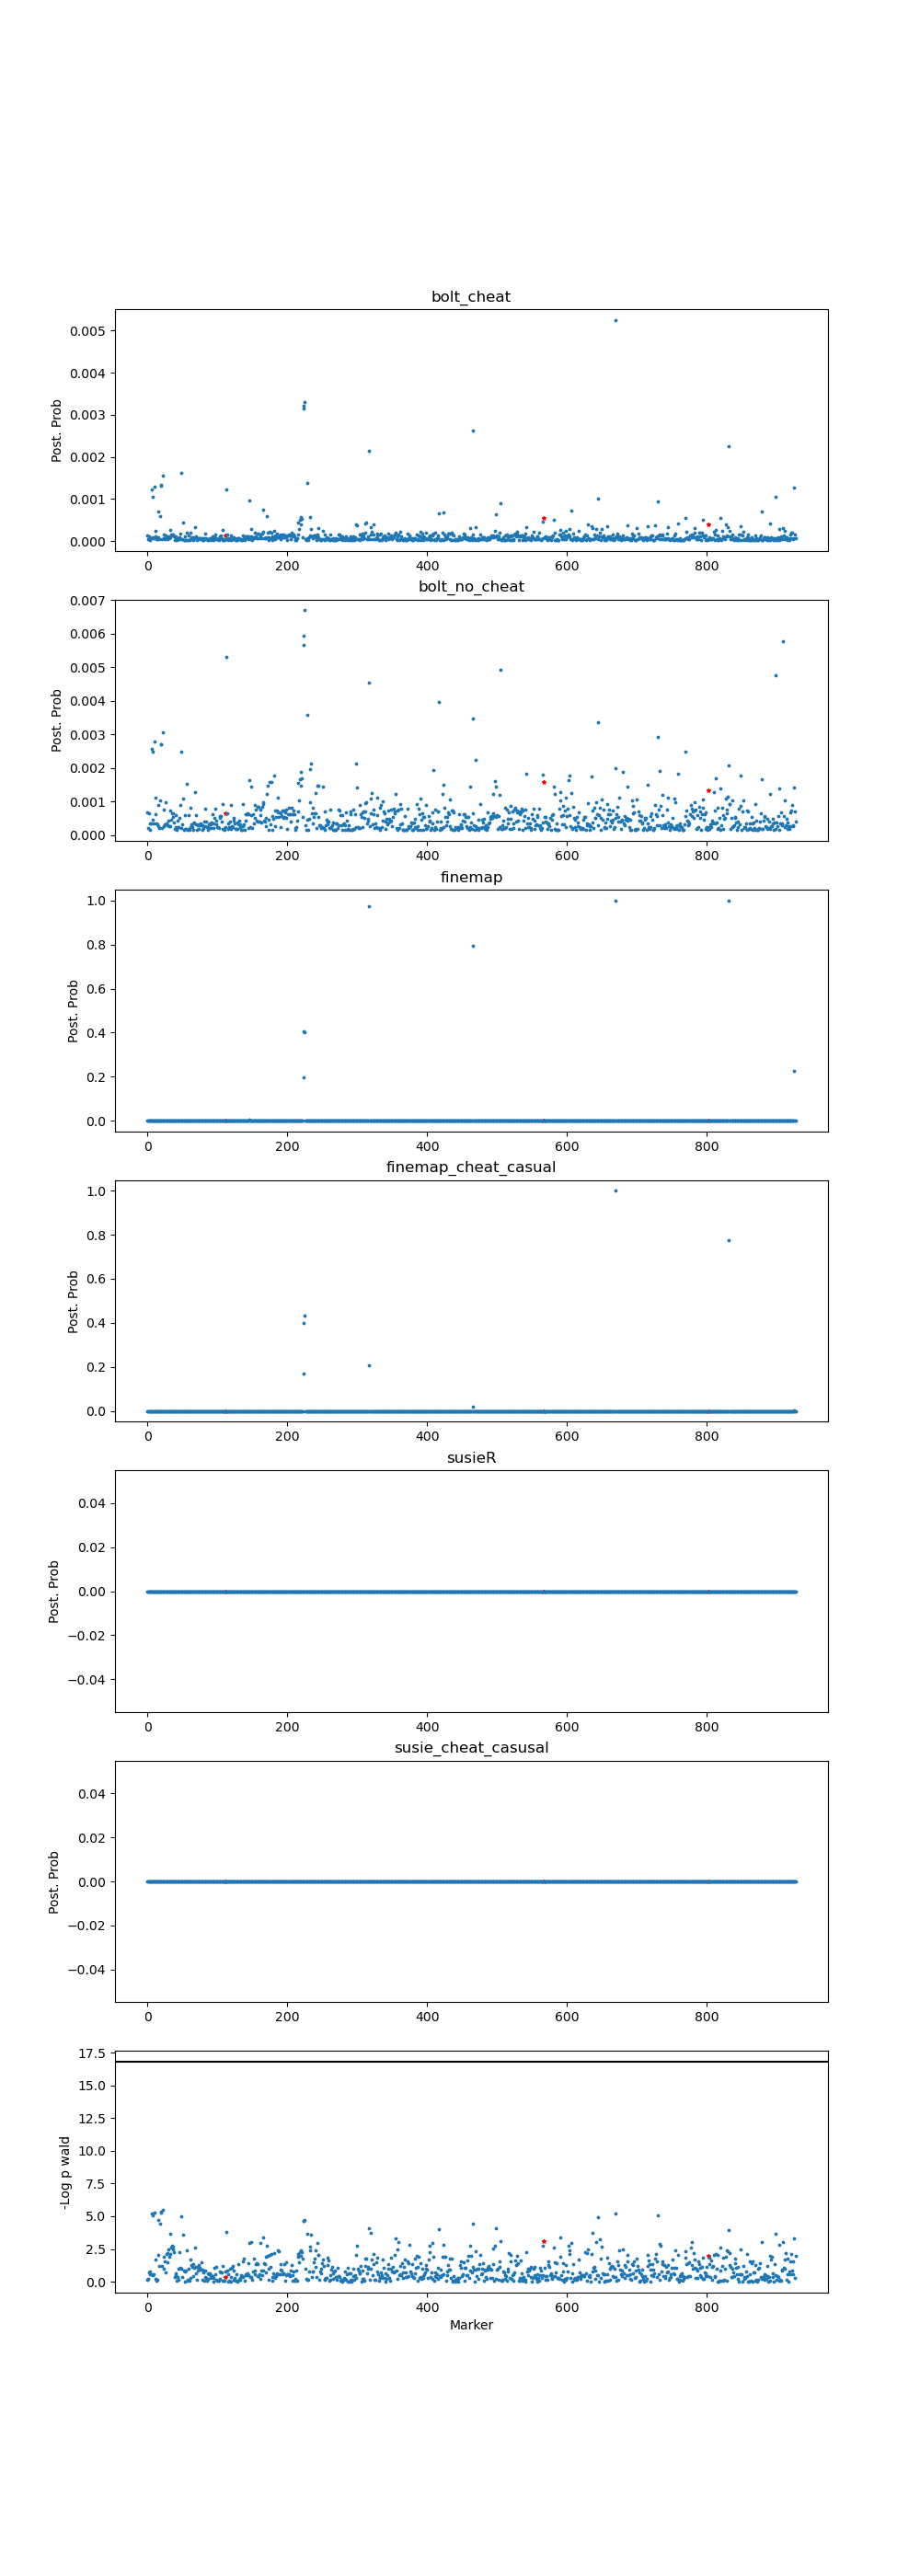 bolt_cheat
0.005
0.004
0.003
0.002
0.001
0.000
Post. Prob
0 200 400 600 800
bolt_no_cheat
0.007
0.006
0.005
0.004
0.003
0.002
0.001
0.000
Post. Prob
0 200 400 600 800
finemap
1.0
0.8
0.6
0.4
0.2
0.0
Post. Prob
0 200 400 600 800
finemap_cheat_casual
1.0
0.8
0.6
0.4
0.2
0.0
Post. Prob
0 200 400 600 800
susieR
0.04
0.02
0.00
−0.02
−0.04
Post. Prob
0 200 400 600 800
susie_cheat_casusal
0.04
0.02
0.00
−0.02
−0.04
Post. Prob
0 200 400 600 800
17.5
15.0
12.5
10.0
7.5
5.0
2.5
0.0
-Log p wald
0 200 400 600 800
Marker